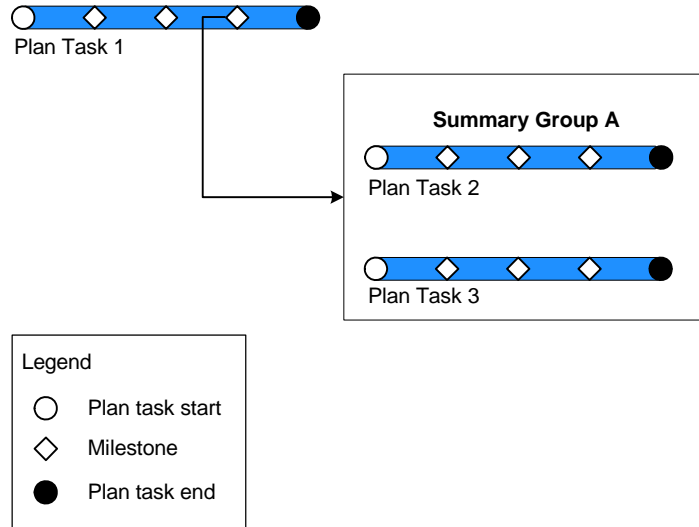 Plan Task 1
Summary Group A
Plan Task 2
Plan Task 3
Legend
Plan task start
Milestone
Plan task end